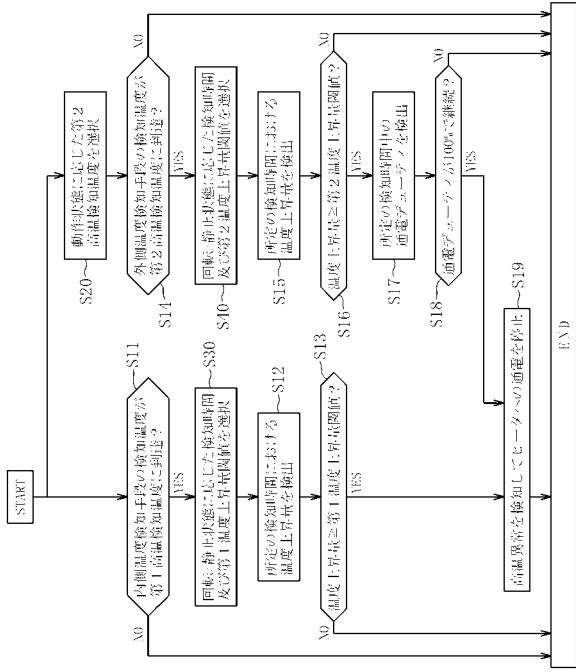 START
S11
内側温度検知手段の検知温度が
第1高温検知温度に到達?
NO
YES
S30
回転・静止状態に応じた検知時間
及び第1温度上昇量閾値を選択
S12
所定の検知時間における
温度上昇量を検出
S13
温度上昇量≧第1温度上昇量閾値?
NO
YES
S20
動作状態に応じた第2
高温検知温度を選択
S14
外側温度検知手段の検知温度が
第2高温検知温度に到達?
NO
YES
S40
回転・静止状態に応じた検知時間
及び第2温度上昇量閾値を選択
S15
所定の検知時間における
温度上昇量を検出
S16
温度上昇量≧第2温度上昇量閾値?
NO
YES
S17
所定の検知時間中の
通電デューティを検出
S18
通電デューティが100%で継続?
NO
YES
S19
高温異常を検知してヒータへの通電を停止
END